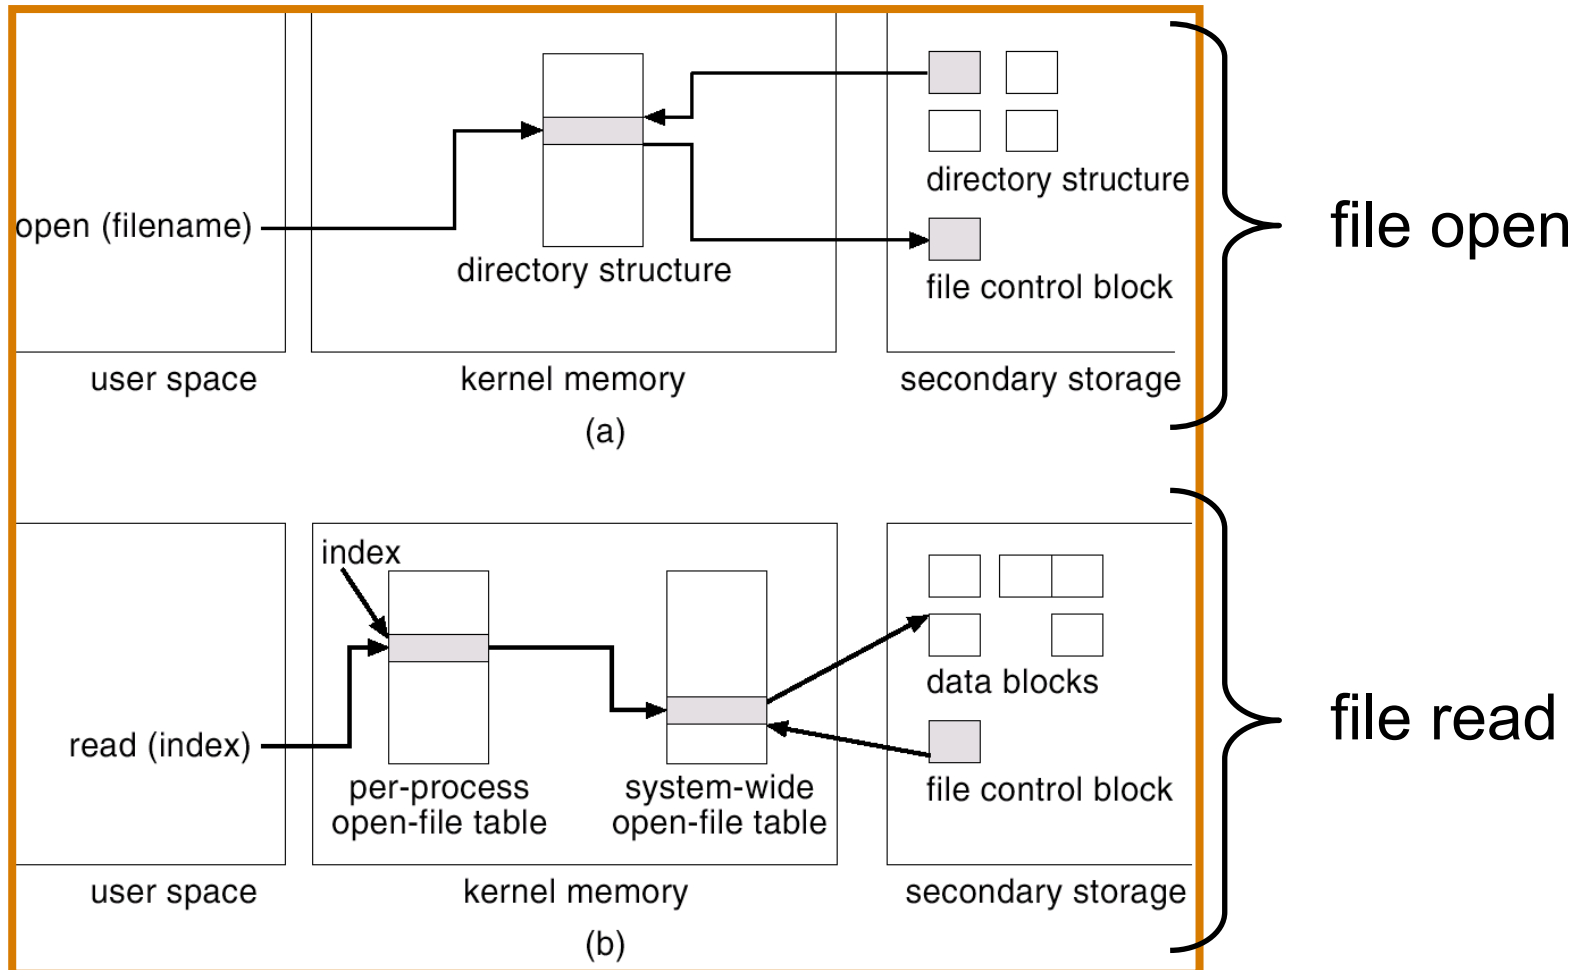 directory structure
open (filename)
file open
directory structure
file control block
user space
kernel memory
secondary storage
(a)
index
data blocks
file read
read (index)
per-process
open-file table
system-wide
open-file table
file control block
user space
kernel memory
secondary storage
(b)